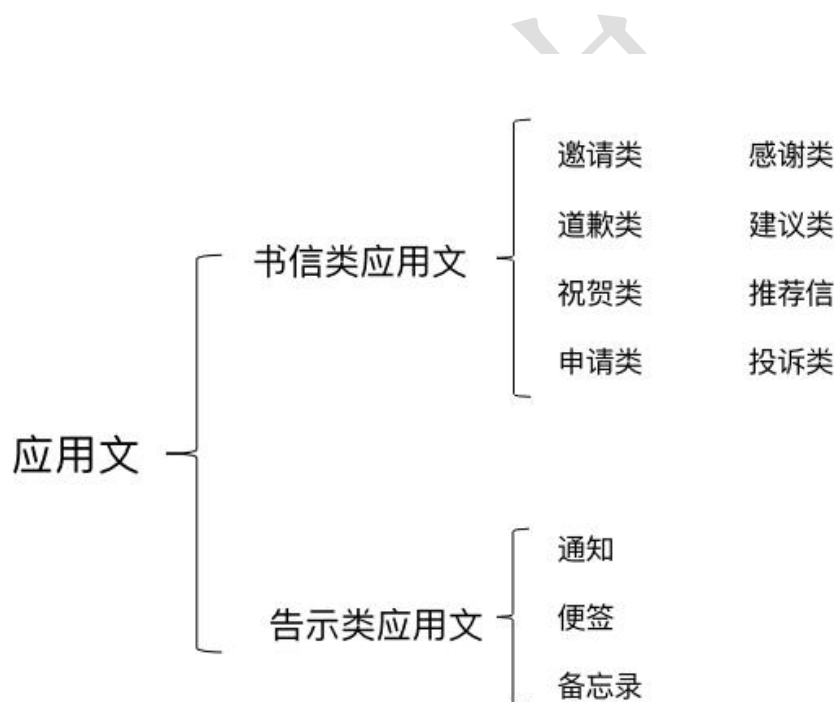 邀请类 感谢类
道歉类 建议类
书信类应用文
祝贺类 推荐信
申请类 投诉类
应用文
通知
便签
告示类应用文
备忘录